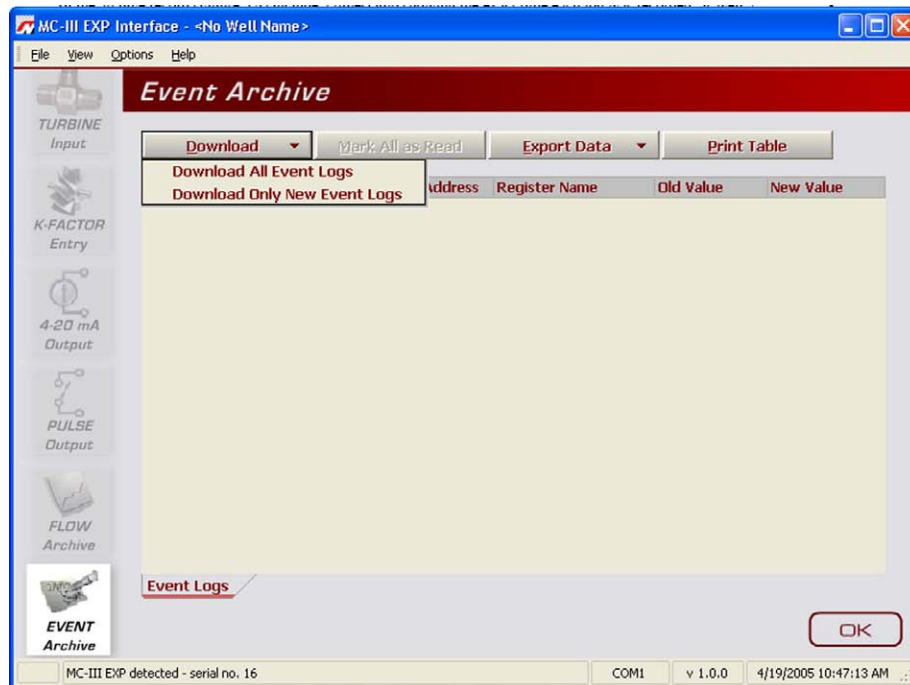 MC-III EXP Interface - <No Well Name>
File View Options Help
Event Archive
TURBINE
Input
Download
Mark All as Read
Export Data
Print Table
Download All Event Logs
Download Only New Event Logs
Address Register Name Old Value New Value
K-FACTOR
Entry
4-20 mA
Output
PULSE
Output
FLOW
Archive
EVENT
Archive
Event Logs
OK
MC-III EXP detected - serial no. 16 COM1 v 1.0.0 4/19/2005 10:47:13 AM